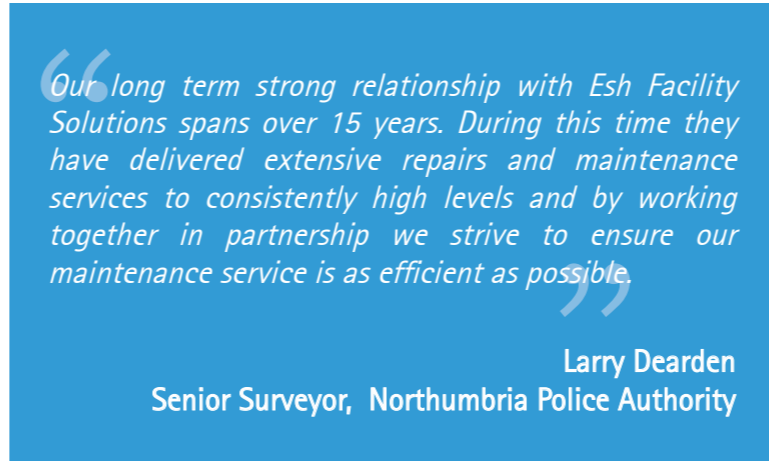 “Our long term strong relationship with Esh Facility
Solutions spans over 15 years. During this time they
have delivered extensive repairs and maintenance
services to consistently high levels and by working
together in partnership we strive to ensure our
maintenance service is as efficient as possible.”
Larry Dearden
Senior Surveyor,  Northumbria Police Authority